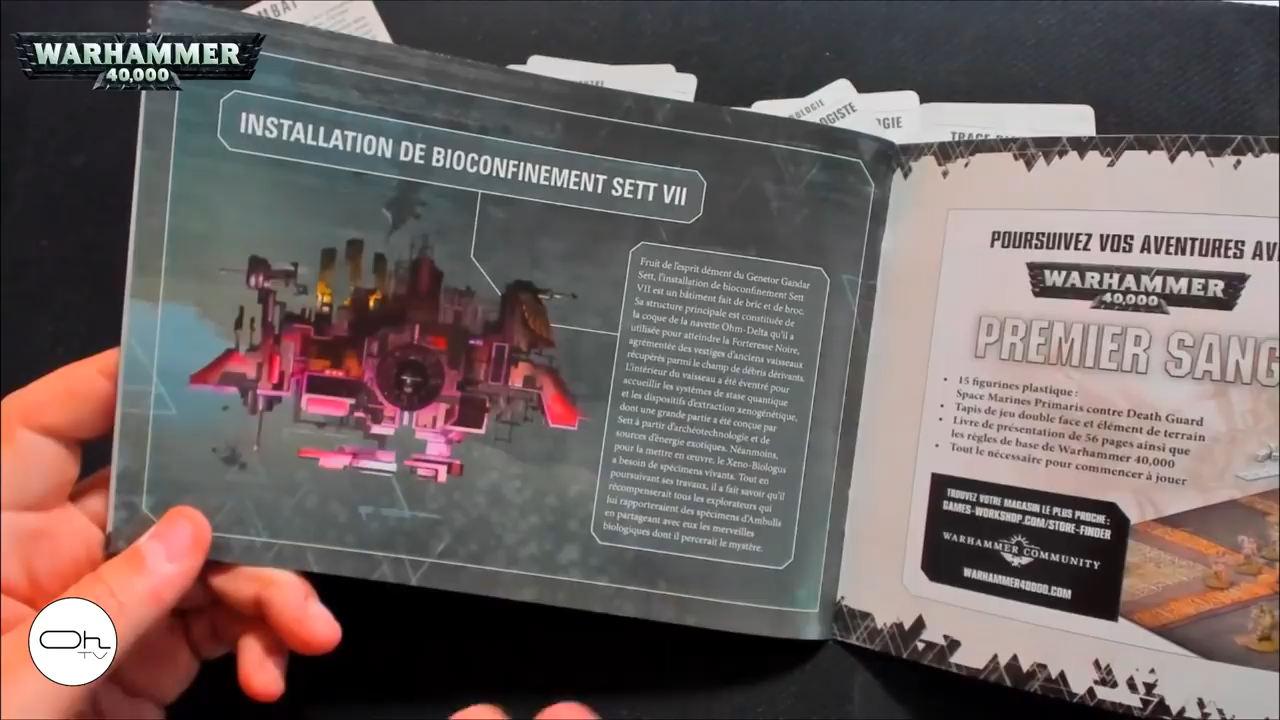 WARHAMMER
40,000
INSTALLATION DE BIOCONFINEMENT SETT VII
Fruit de l'esprit dément du Genetor Gandar
Sett, l'installation de bioconfinement Sett
VII est un bâtiment fait de bric et de broc.
Sa structure principale est constituée de
la coque de la navette Ohm-Delta qu'il a
utilisée pour atteindre la Forteresse Noire,
agrémentée des vestiges d'anciens vaisseaux
récupérés parmi le champ de débris dérivants.
L'intérieur du vaisseau a été éventré pour
accueillir les systèmes de stase quantique
et les dispositifs d'extraction xenogénétique,
dont une grande partie a été conçue par
Sett à partir d'archéotechnologie et de
sources d'énergie exotiques. Néanmoins,
pour la mettre en œuvre, le Xeno-Biologus
a besoin de spécimens vivants. Tout en
poursuivant ses travaux, il a fait savoir qu'il
récompenserait tous les explorateurs qui
lui rapporteraient des spécimens d'Ambulls
en partageant avec eux les merveilles
biologiques dont il percerait le mystère.
OLOGISTE
GIE
POURSUIVEZ VOS AVENTURES AV
WARHAMMER
40,000
PREMIER SANG
• 15 figurines plastique :
Space Marines Primaris contre Death Guard
• Tapis de jeu double face et élément de terrain
• Livre de présentation de 56 pages ainsi que
les règles de base de Warhammer 40,000
• Tout le nécessaire pour commencer à jouer
TROUVEZ VOTRE MAGASIN LE PLUS PROCHE :
GAMES-WORKSHOP.COM/STORE-FINDER
WARHAMMER COMMUNITY
WARHAMMER40000.COM
Oh
TV